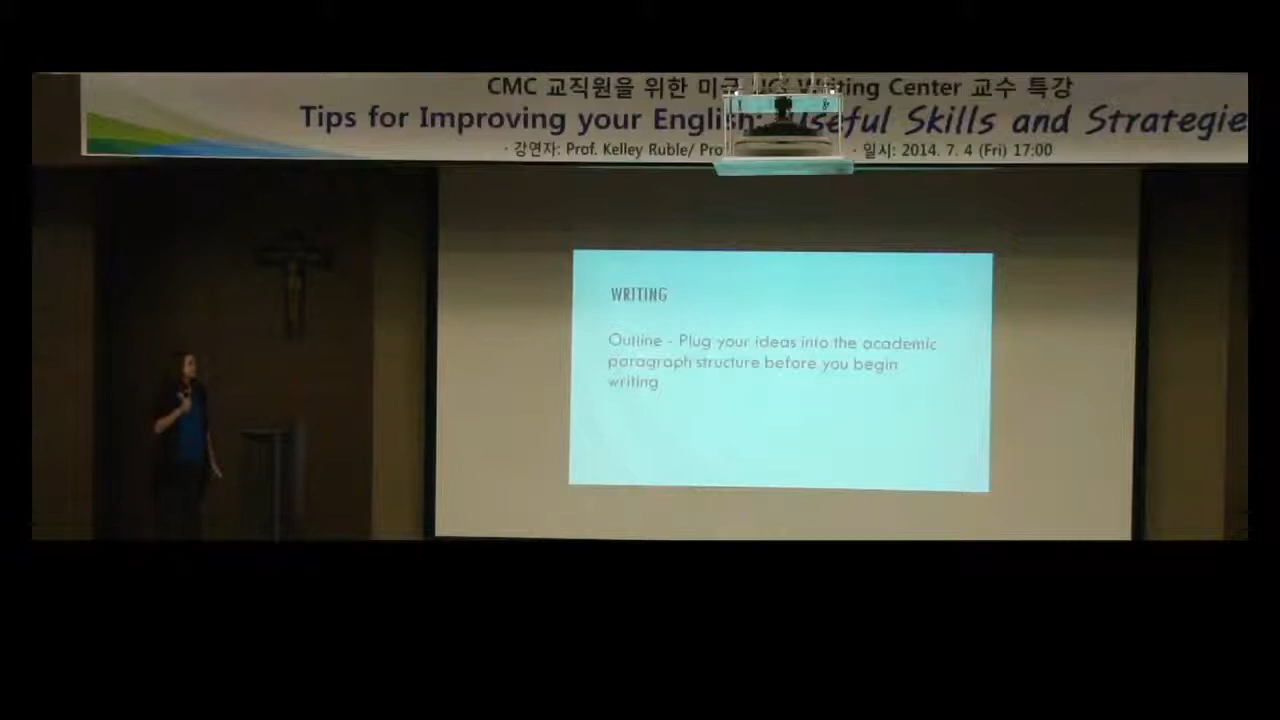 CMC 교직원을 위한 미국 UCI Writing Center 교수 특강
Tips for Improving your English: Useful Skills and Strategie
· 강연자: Prof. Kelley Ruble/ Pro · 일시: 2014. 7. 4 (Fri) 17:00
WRITING
Outline - Plug your ideas into the academic
paragraph structure before you begin
writing